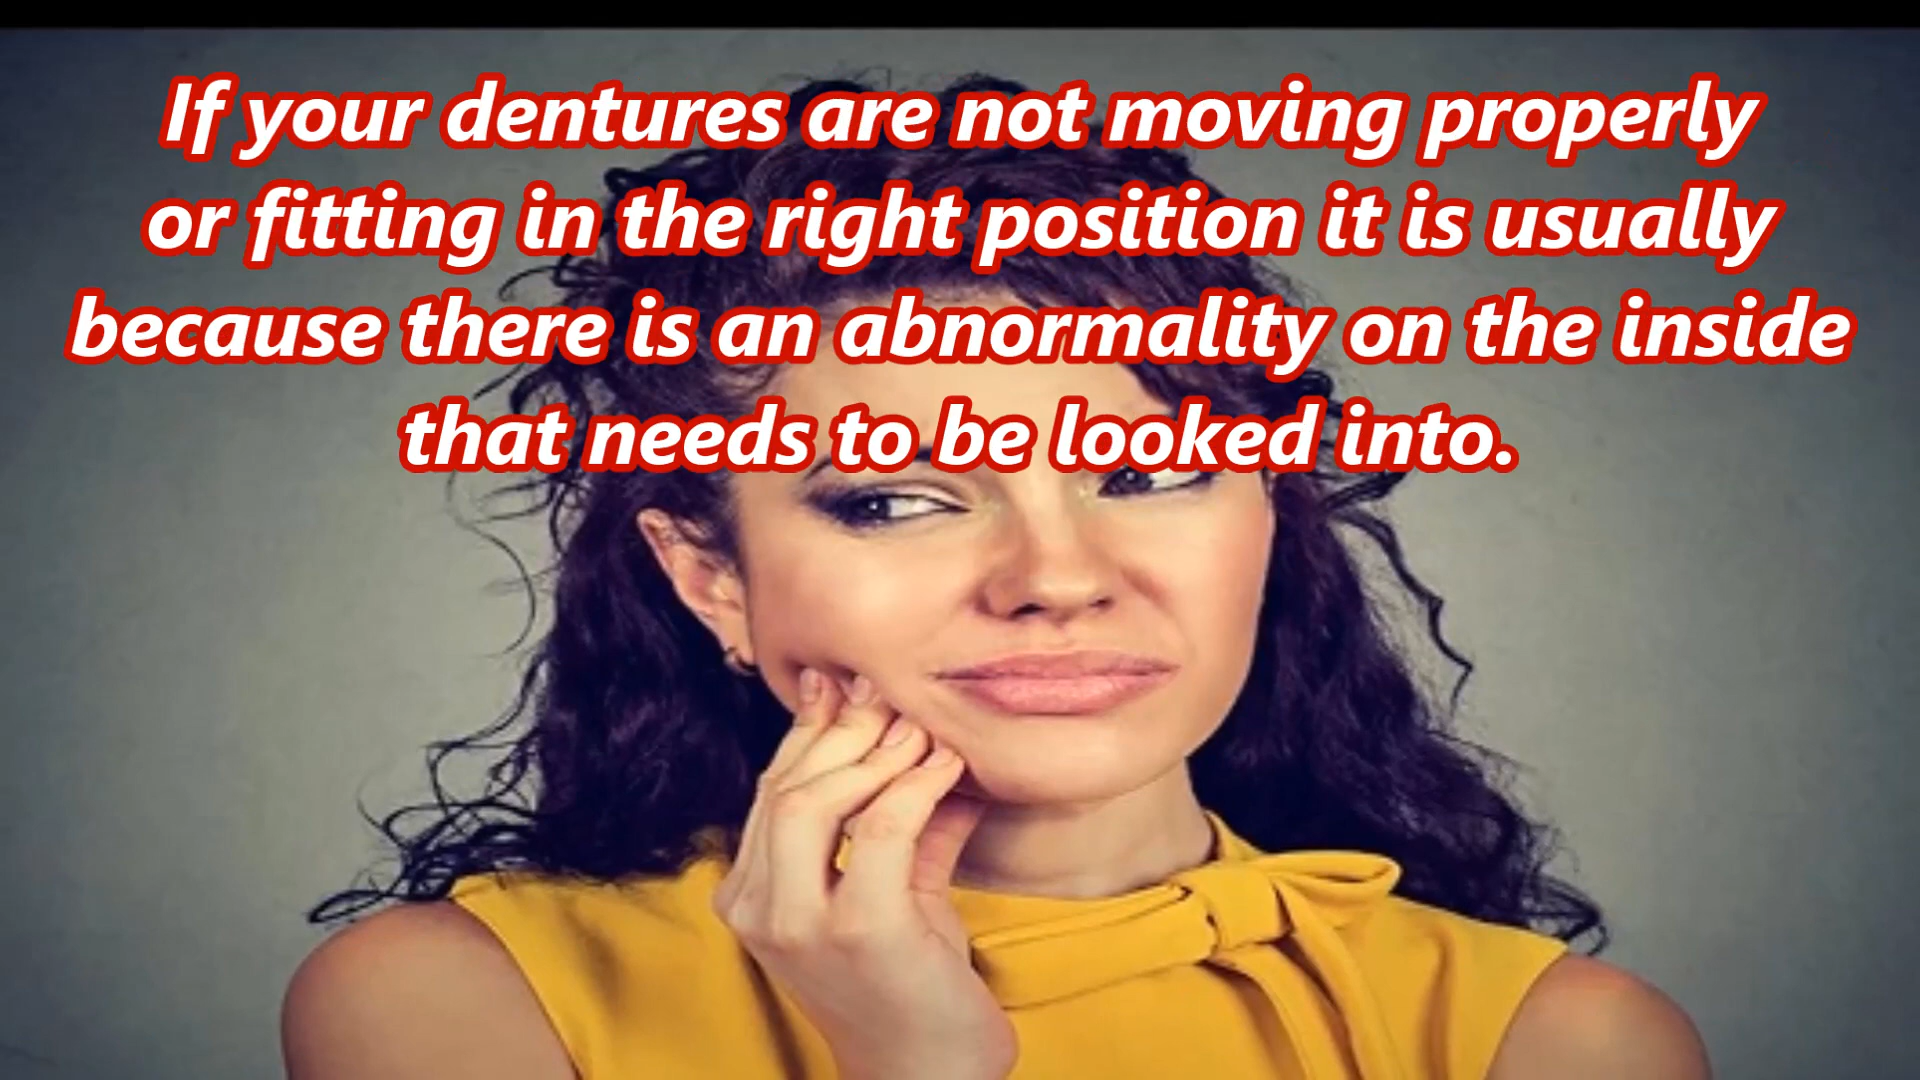 If your dentures are not moving properly
or fitting in the right position it is usually
because there is an abnormality on the inside
that needs to be looked into.